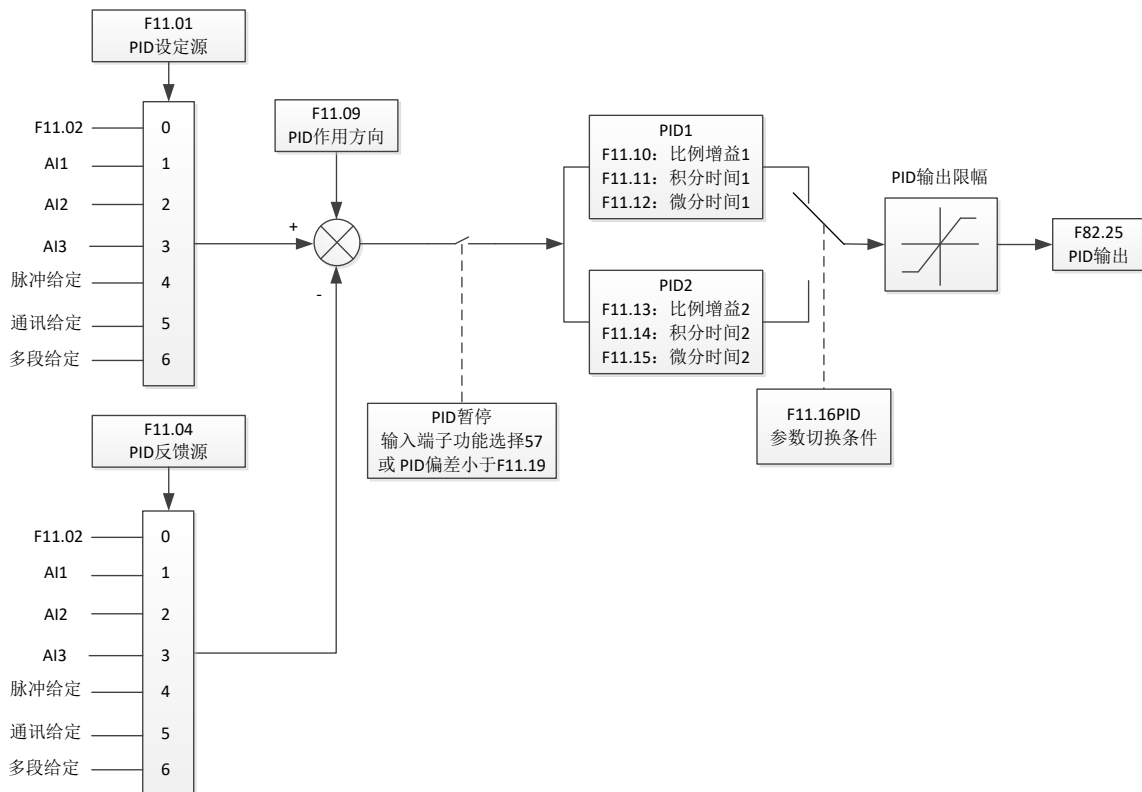 F11.01
PID设定源
F11.02
0
AI1
1
AI2
2
AI3
3
脉冲给定
4
通讯给定
5
多段给定
6
F11.09
PID作用方向
+
-
PID1
F11.10：比例增益1
F11.11：积分时间1
F11.12：微分时间1
PID2
F11.13：比例增益2
F11.14：积分时间2
F11.15：微分时间2
PID输出限幅
F82.25
PID输出
PID暂停
输入端子功能选择57
或 PID偏差小于F11.19
F11.16PID
参数切换条件
F11.04
PID反馈源
F11.02
0
AI1
1
AI2
2
AI3
3
脉冲给定
4
通讯给定
5
多段给定
6